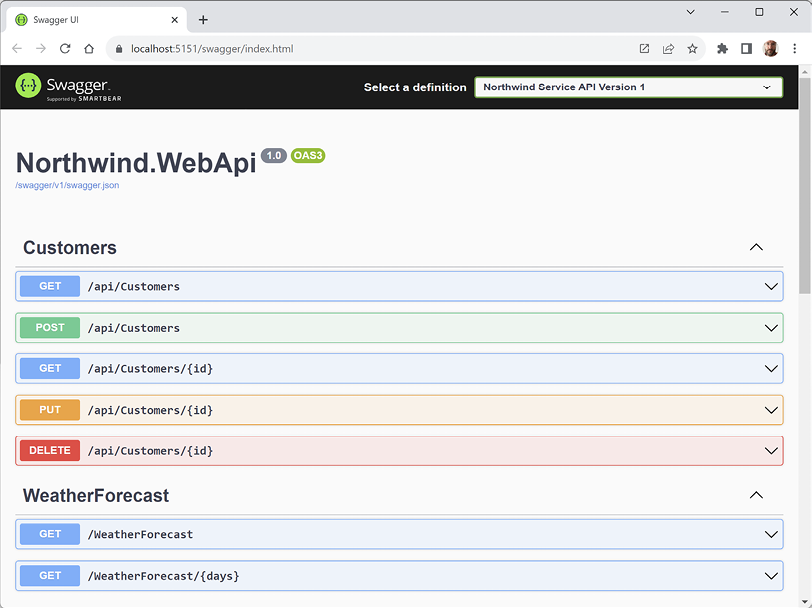 Swagger UI
localhost:5151/swagger/index.html
Swagger.
Supported by SMARTBEAR
Select a definition
Northwind Service API Version 1
Northwind.WebApi 1.0 OAS3
/swagger/v1/swagger.json
Customers
GET /api/Customers
POST /api/Customers
GET /api/Customers/{id}
PUT /api/Customers/{id}
DELETE /api/Customers/{id}
WeatherForecast
GET /WeatherForecast
GET /WeatherForecast/{days}